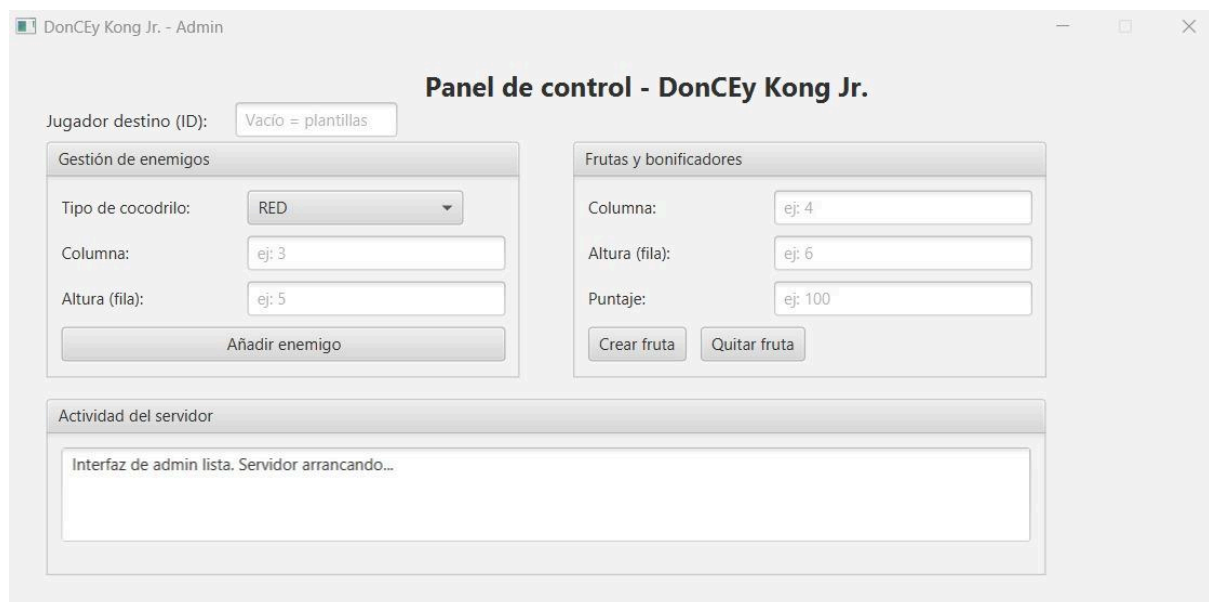 DonCEy Kong Jr. - Admin
Panel de control - DonCEy Kong Jr.
Jugador destino (ID): Vacío = plantillas
Gestión de enemigos
Tipo de cocodrilo: RED
Columna: ej: 3
Altura (fila): ej: 5
Añadir enemigo
Frutas y bonificadores
Columna: ej: 4
Altura (fila): ej: 6
Puntaje: ej: 100
Crear fruta Quitar fruta
Actividad del servidor
Interfaz de admin lista. Servidor arrancando...